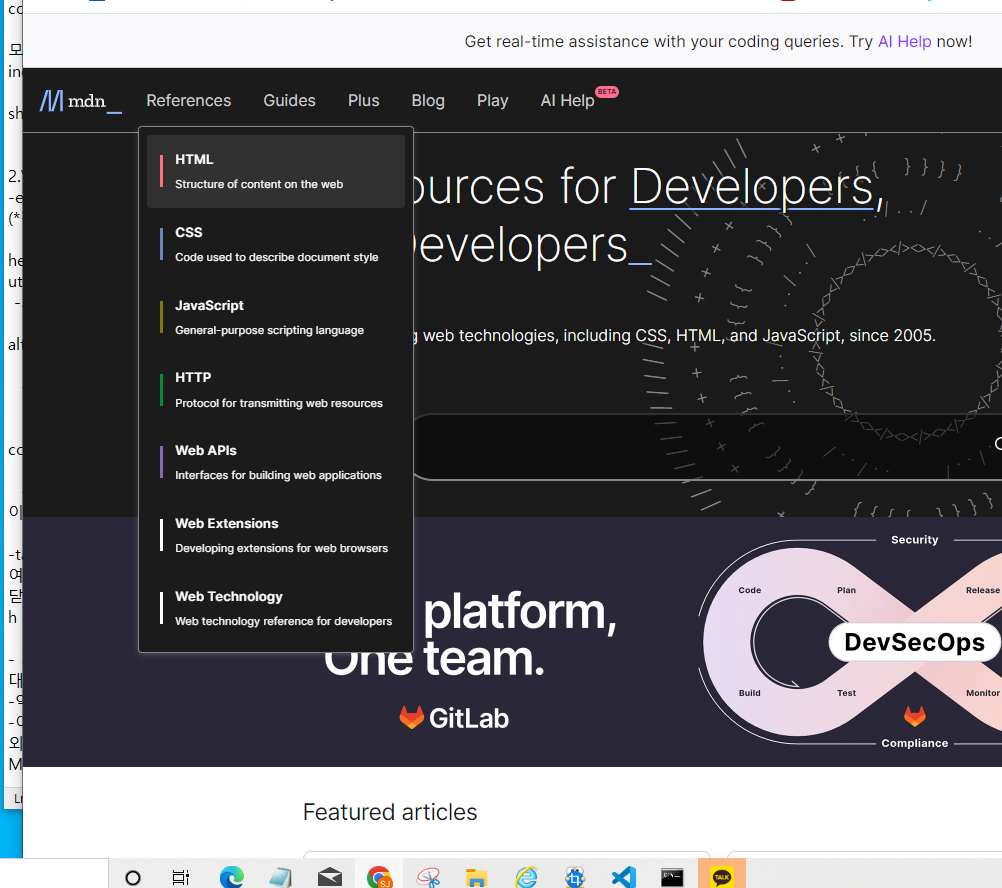 Get real-time assistance with your coding queries. Try AI Help now!
mdn_
References Guides Plus Blog Play AI Help BETA
HTML
Structure of content on the web
CSS
Code used to describe document style
JavaScript
General-purpose scripting language
HTTP
Protocol for transmitting web resources
Web APIs
Interfaces for building web applications
Web Extensions
Developing extensions for web browsers
Web Technology
Web technology reference for developers
for Developers,
Developers_
web technologies, including CSS, HTML, and JavaScript, since 2005.
platform,
One team.
GitLab
Security
Code Plan Release
DevSecOps
Build Test Monitor
Compliance
Featured articles
SJ
TALK